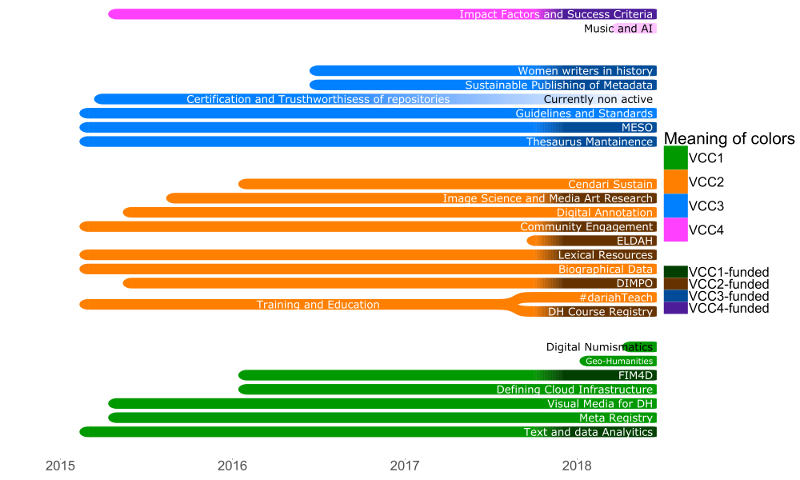 Impact Factors and Success Criteria
Music and AI
Women writers in history
Sustainable Publishing of Metadata
Certification and Trusthworthisess of repositories
Currently non active
Guidelines and Standards
MESO
Thesaurus Mantainence
Cendari Sustain
Image Science and Media Art Research
Digital Annotation
Community Engagement
ELDAH
Lexical Resources
Biographical Data
DIMPO
Training and Education
#dariahTeach
DH Course Registry
Digital Numismatics
Geo-Humanities
FIM4D
Defining Cloud Infrastructure
Visual Media for DH
Meta Registry
Text and data Analyitics
2015
2016
2017
2018
Meaning of colors
VCC1
VCC2
VCC3
VCC4
VCC1-funded
VCC2-funded
VCC3-funded
VCC4-funded